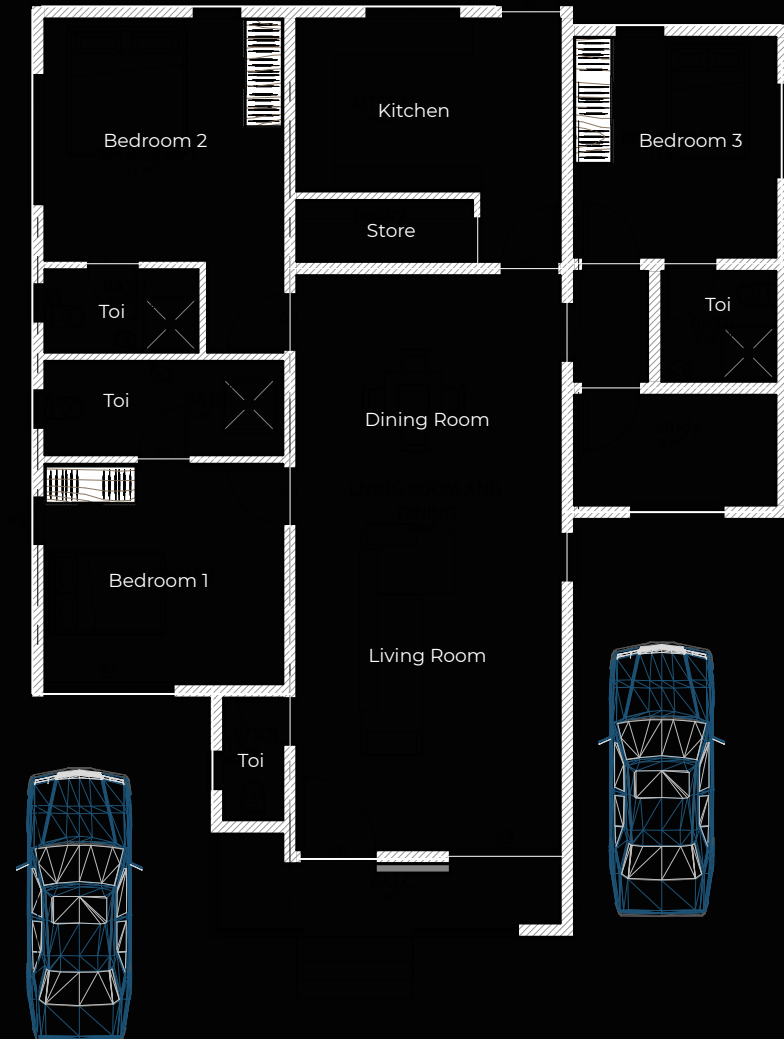 Kitchen
Bedroom 2
Bedroom 3
Store
Toi
Toi
Toi
Dining Room
Bedroom 1
Living Room
Toi